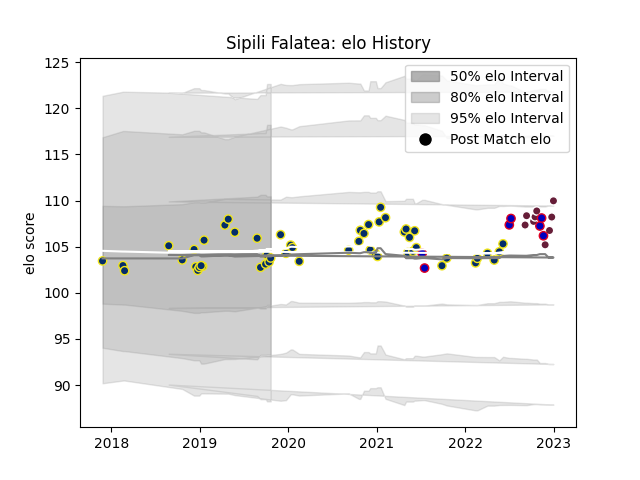 Sipili Falatea: elo History
125
120
115
110
105
100
95
90
elo score
50% elo Interval
80% elo Interval
95% elo Interval
Post Match elo
2018 2019 2020 2021 2022 2023